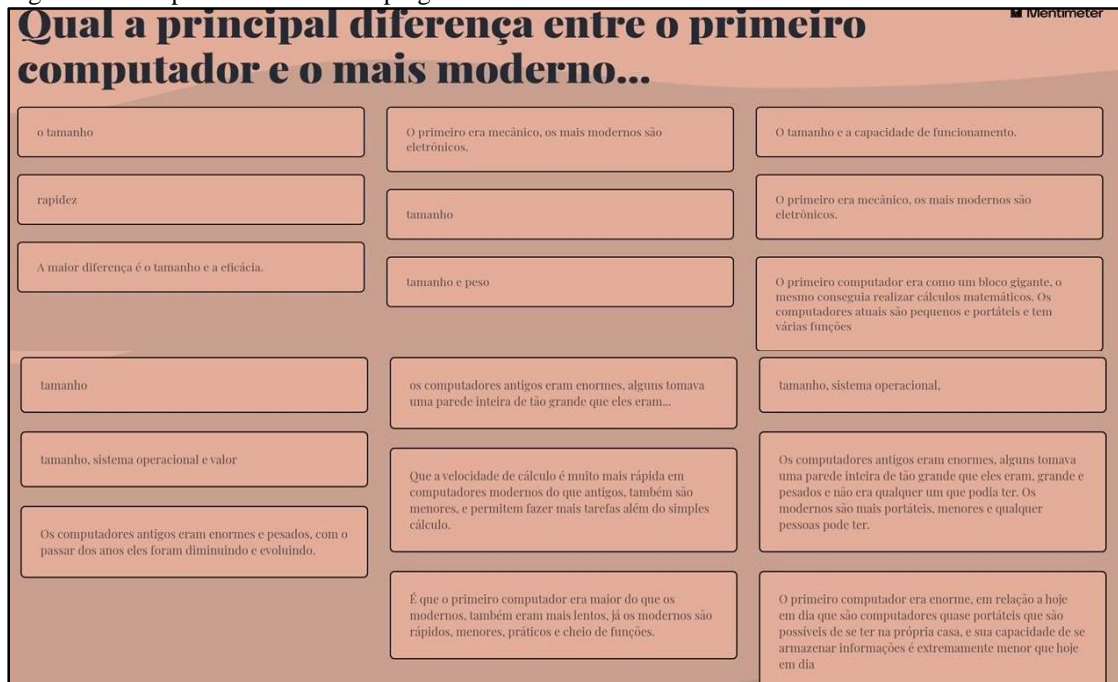 Qual a principal diferença entre o primeiro
computador e o mais moderno...
Mentimeter
o tamanho
rapidez
A maior diferença é o tamanho e a eficácia.
O primeiro era mecânico, os mais modernos são
eletrônicos.
tamanho
tamanho e peso
O tamanho e a capacidade de funcionamento.
O primeiro era mecânico, os mais modernos são
eletrônicos.
O primeiro computador era como um bloco gigante, o
mesmo conseguia realizar cálculos matemáticos. Os
computadores atuais são pequenos e portáteis e tem
várias funções
tamanho
tamanho, sistema operacional e valor
Os computadores antigos eram enormes e pesados, com o
passar dos anos eles foram diminuindo e evoluindo.
os computadores antigos eram enormes, alguns tomava
uma parede inteira de tão grande que eles eram...
Que a velocidade de cálculo é muito mais rápida em
computadores modernos do que antigos, também são
menores, e permitem fazer mais tarefas além do simples
cálculo.
É que o primeiro computador era maior do que os
modernos, também eram mais lentos, já os modernos são
rápidos, menores, práticos e cheio de funções.
tamanho, sistema operacional,
Os computadores antigos eram enormes, alguns tomava
uma parede inteira de tão grande que eles eram, grande e
pesados e não era qualquer um que podia ter. Os
modernos são mais portáteis, menores e qualquer
pessoas pode ter.
O primeiro computador era enorme, em relação a hoje
em dia que são computadores quase portáteis que são
possíveis de se ter na própria casa, e sua capacidade de se
armazenar informações é extremamente menor que hoje
em dia